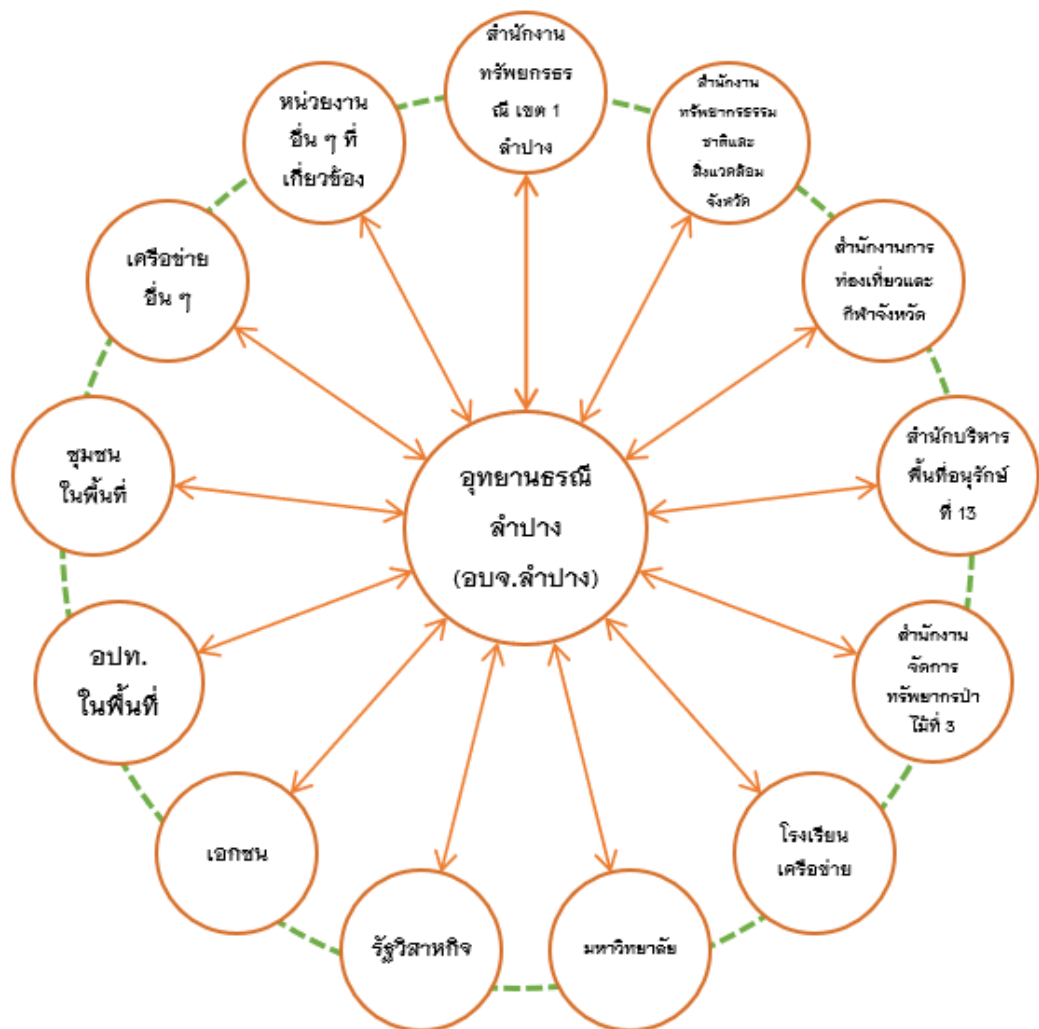 สำนักงาน
ทรัพยกรธร
ณี เขต 1
ลำปาง
สำนักงาน
ทรัพยากรธรรม
ชาติและ
สิ่งแวดล้อม
จังหวัด
สำนักงานการ
ท่องเที่ยวและ
กีฬาจังหวัด
สำนักบริหาร
พื้นที่อนุรักษ์
ที่ 13
สำนักงาน
จัดการ
ทรัพยากรป่า
ไม้ที่ 3
โรงเรียน
เครือข่าย
มหาวิทยาลัย
รัฐวิสาหกิจ
เอกชน
อปท.
ในพื้นที่
ชุมชน
ในพื้นที่
เครือข่าย
อื่น ๆ
หน่วยงาน
อื่น ๆ ที่
เกี่ยวข้อง
อุทยานธรณี
ลำปาง
(อบจ.ลำปาง)